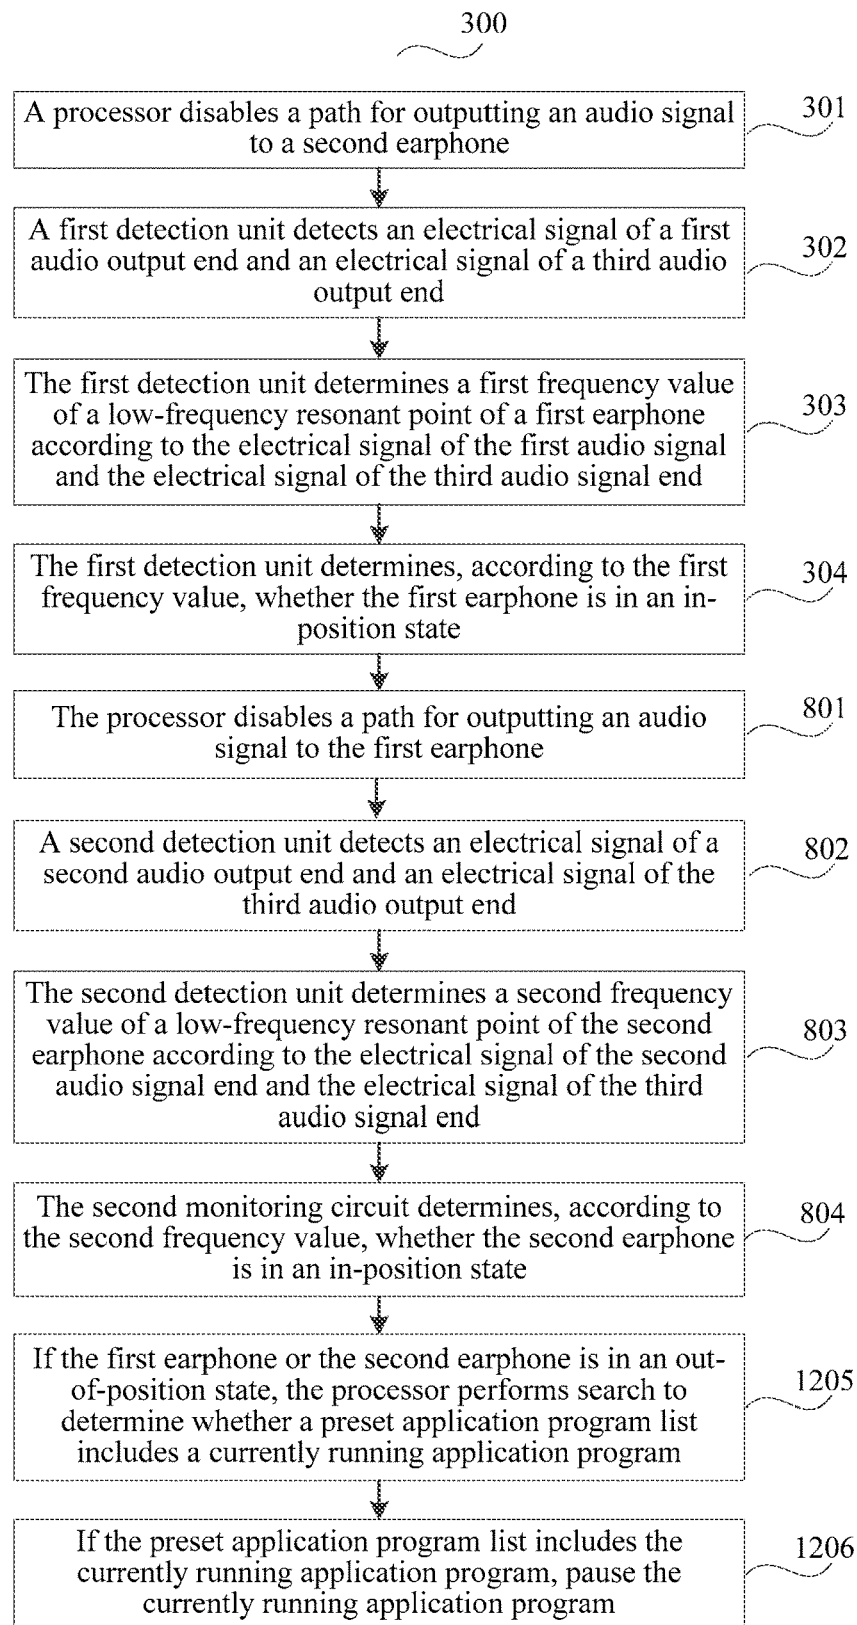 300
A processor disables a path for outputting an audio signal
to a second earphone
301
A first detection unit detects an electrical signal of a first
audio output end and an electrical signal of a third audio
output end
302
The first detection unit determines a first frequency value
of a low-frequency resonant point of a first earphone
according to the electrical signal of the first audio signal
and the electrical signal of the third audio signal end
303
The first detection unit determines, according to the first
frequency value, whether the first earphone is in an in-
position state
304
The processor disables a path for outputting an audio
signal to the first earphone
801
A second detection unit detects an electrical signal of a
second audio output end and an electrical signal of the
third audio output end
802
The second detection unit determines a second frequency
value of a low-frequency resonant point of the second
earphone according to the electrical signal of the second
audio signal end and the electrical signal of the third
audio signal end
803
The second monitoring circuit determines, according to
the second frequency value, whether the second earphone
is in an in-position state
804
If the first earphone or the second earphone is in an out-
of-position state, the processor performs search to
determine whether a preset application program list
includes a currently running application program
1205
If the preset application program list includes the
currently running application program, pause the
currently running application program
1206